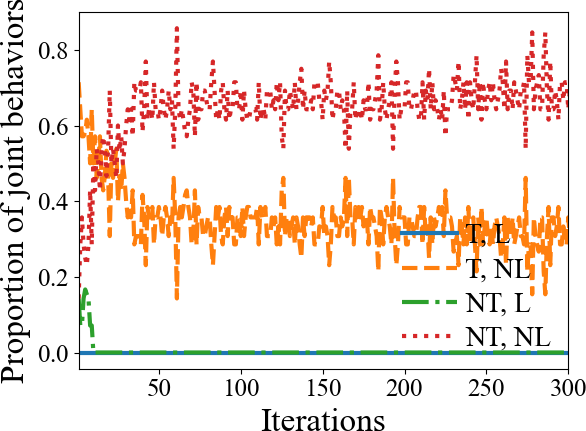 Proportion of joint behaviors
0.8
0.6
0.4
0.2
0.0
T, L
T, NL
NT, L
NT, NL
50
100
150
200
250
300
Iterations